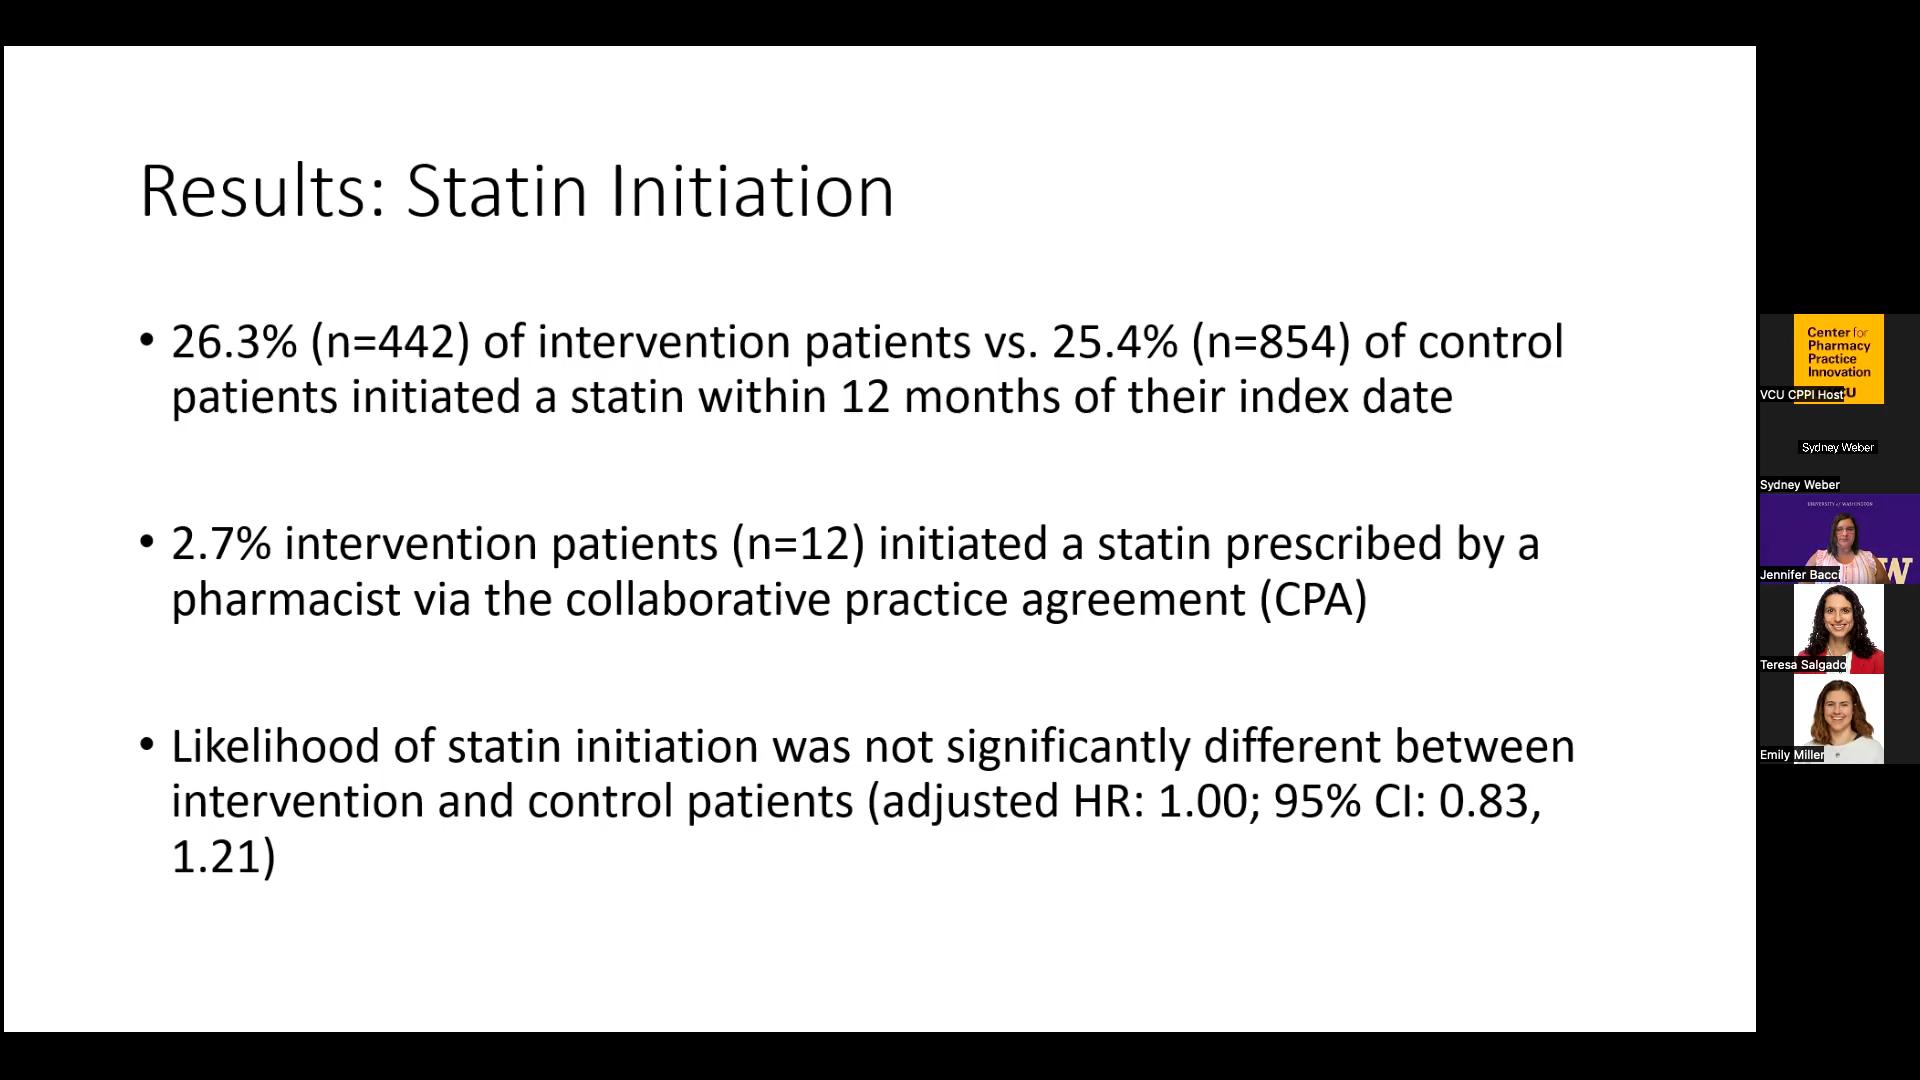 Results: Statin Initiation
• 26.3% (n=442) of intervention patients vs. 25.4% (n=854) of control
patients initiated a statin within 12 months of their index date
• 2.7% intervention patients (n=12) initiated a statin prescribed by a
pharmacist via the collaborative practice agreement (CPA)
• Likelihood of statin initiation was not significantly different between
intervention and control patients (adjusted HR: 1.00; 95% CI: 0.83,
1.21)
Center for
Pharmacy
Practice
Innovation
VCU CPPI Host
Sydney Weber
Sydney Weber
UNIVERSITY of WASHINGTON
W
Jennifer Bacci
Teresa Salgado
Emily Miller